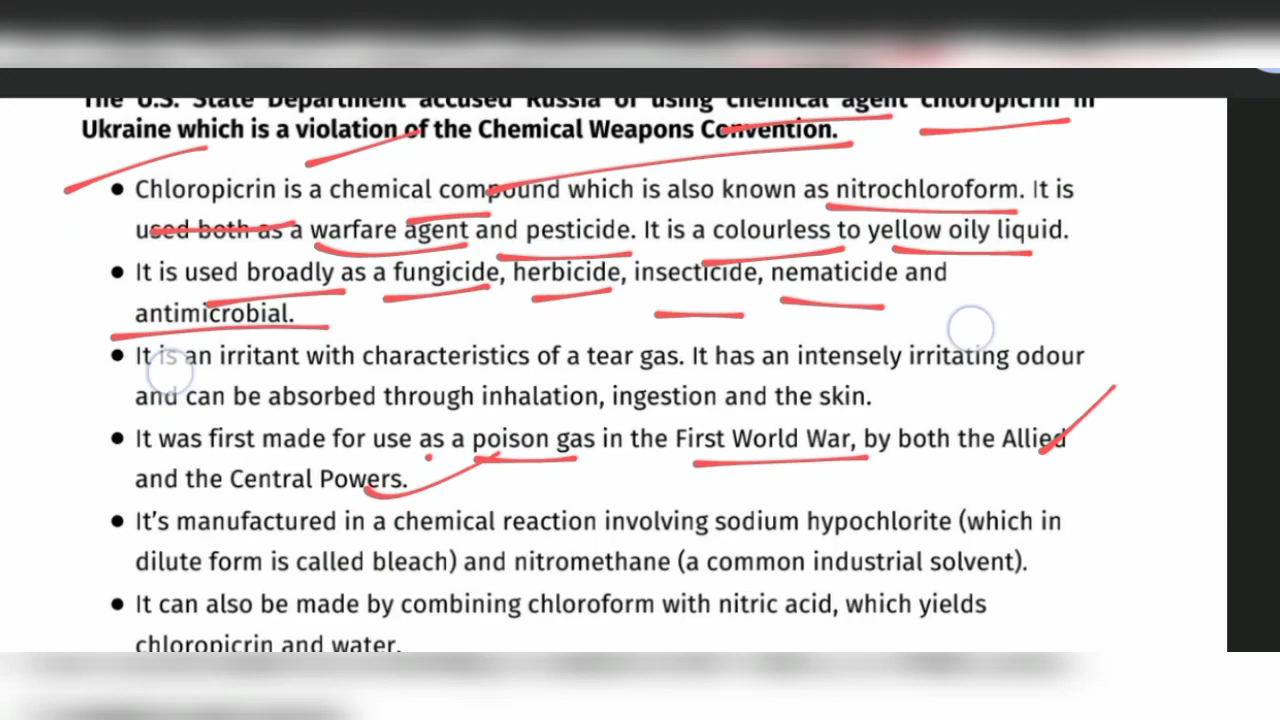 The U.S. State Department accused Russia of using chemical agent chloropicrin in
Ukraine which is a violation of the Chemical Weapons Convention.
● Chloropicrin is a chemical compound which is also known as nitrochloroform. It is
used both as a warfare agent and pesticide. It is a colourless to yellow oily liquid.
● It is used broadly as a fungicide, herbicide, insecticide, nematicide and
antimicrobial.
● It is an irritant with characteristics of a tear gas. It has an intensely irritating odour
and can be absorbed through inhalation, ingestion and the skin.
● It was first made for use as a poison gas in the First World War, by both the Allied
and the Central Powers.
● It’s manufactured in a chemical reaction involving sodium hypochlorite (which in
dilute form is called bleach) and nitromethane (a common industrial solvent).
● It can also be made by combining chloroform with nitric acid, which yields
chloropicrin and water.